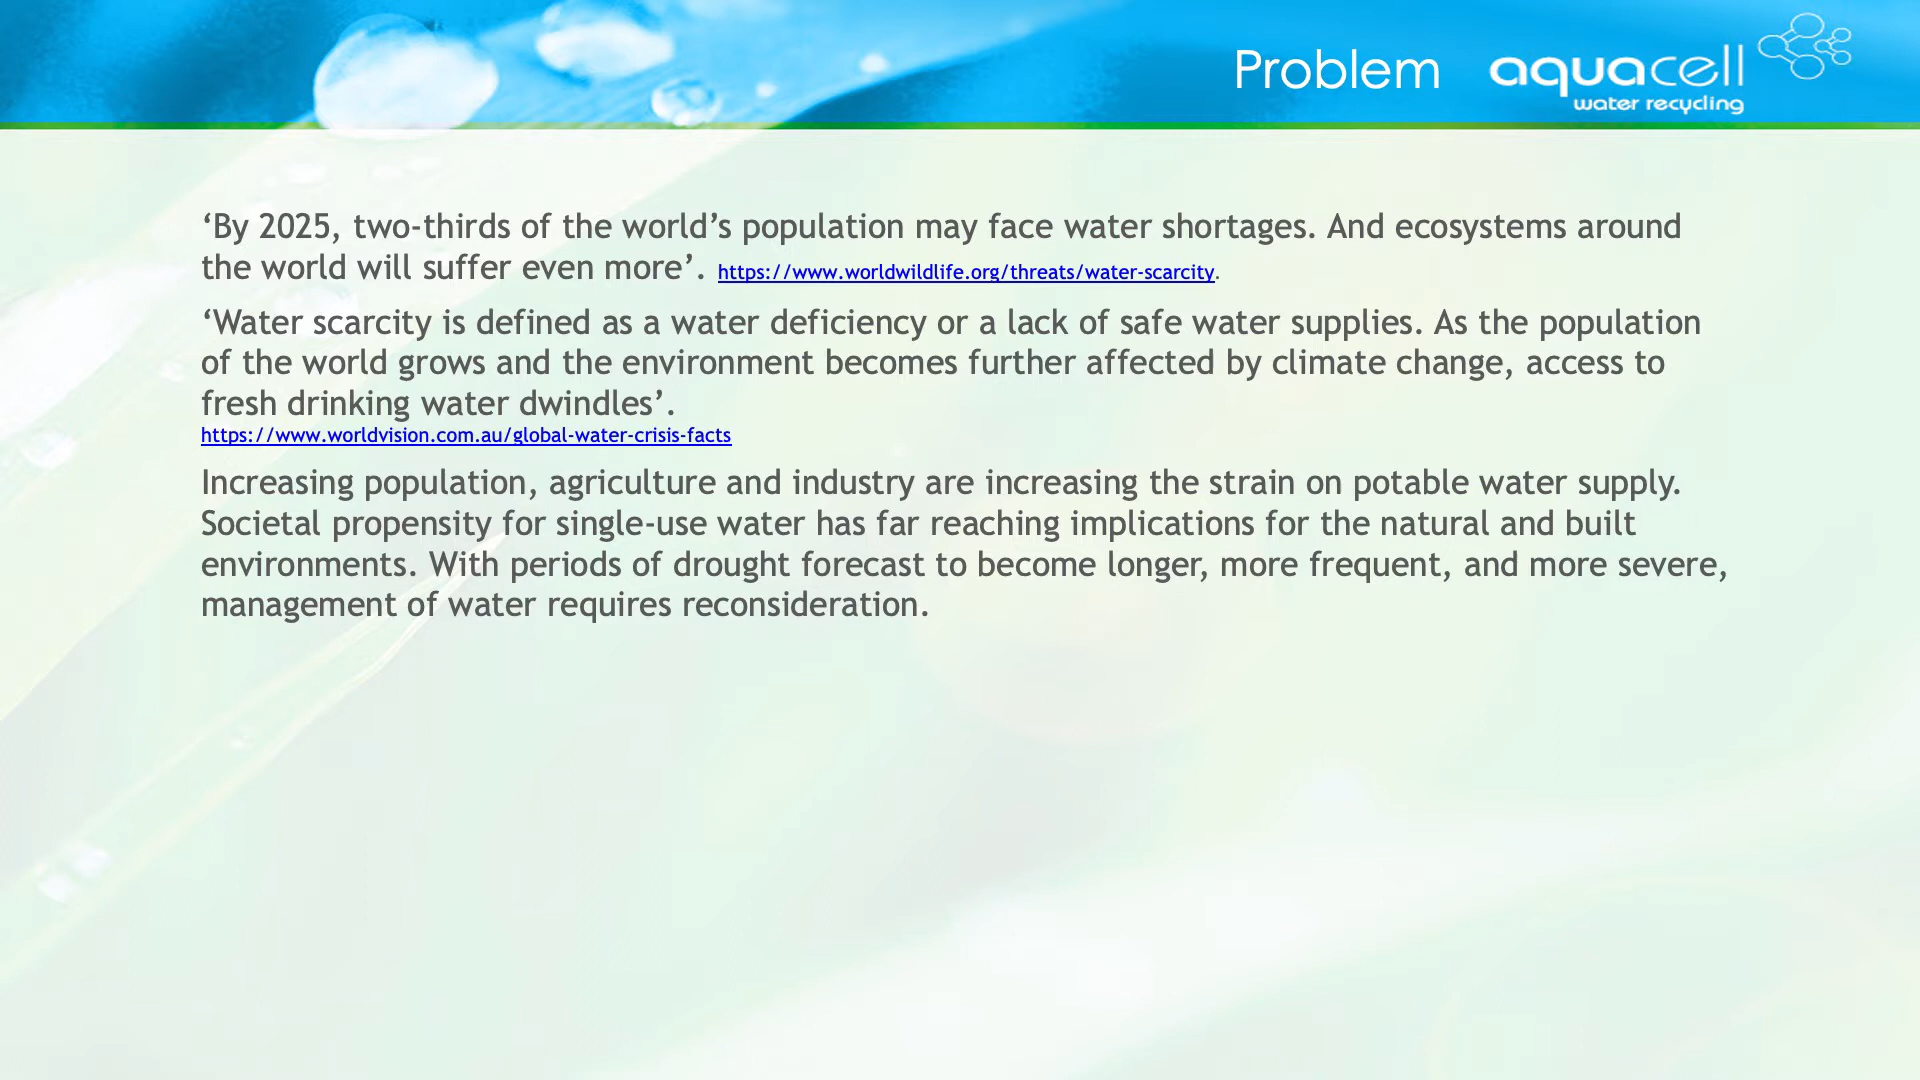 Problem
aquacell
water recycling
‘By 2025, two-thirds of the world’s population may face water shortages. And ecosystems around
the world will suffer even more’. https://www.worldwildlife.org/threats/water-scarcity.
‘Water scarcity is defined as a water deficiency or a lack of safe water supplies. As the population
of the world grows and the environment becomes further affected by climate change, access to
fresh drinking water dwindles’.
https://www.worldvision.com.au/global-water-crisis-facts
Increasing population, agriculture and industry are increasing the strain on potable water supply.
Societal propensity for single-use water has far reaching implications for the natural and built
environments. With periods of drought forecast to become longer, more frequent, and more severe,
management of water requires reconsideration.